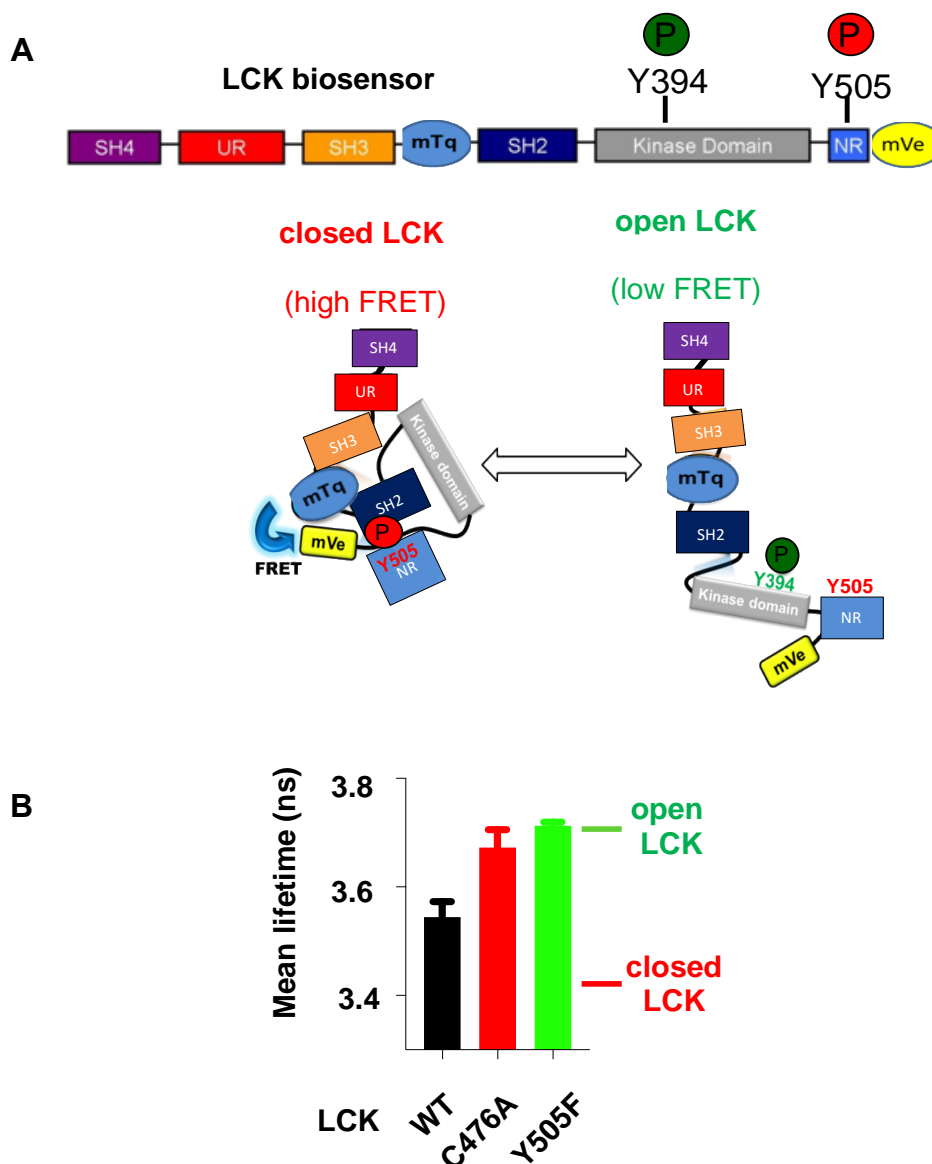 A
P
P
LCK biosensor
Y394
Y505
SH4
UR
SH3
mTq
SH2
Kinase Domain
NR
mVe
closed LCK
open LCK
(high FRET)
(low FRET)
SH4
UR
SH3
Kinase domain
mTq
SH2
P
mVe
Y505
NR
FRET
SH4
UR
SH3
mTq
SH2
P
Y394
Y505
Kinase domain
NR
mVe
B
Mean lifetime (ns)
3.8
3.6
3.4
open
LCK
closed
LCK
LCK
WT
C476A
Y505F